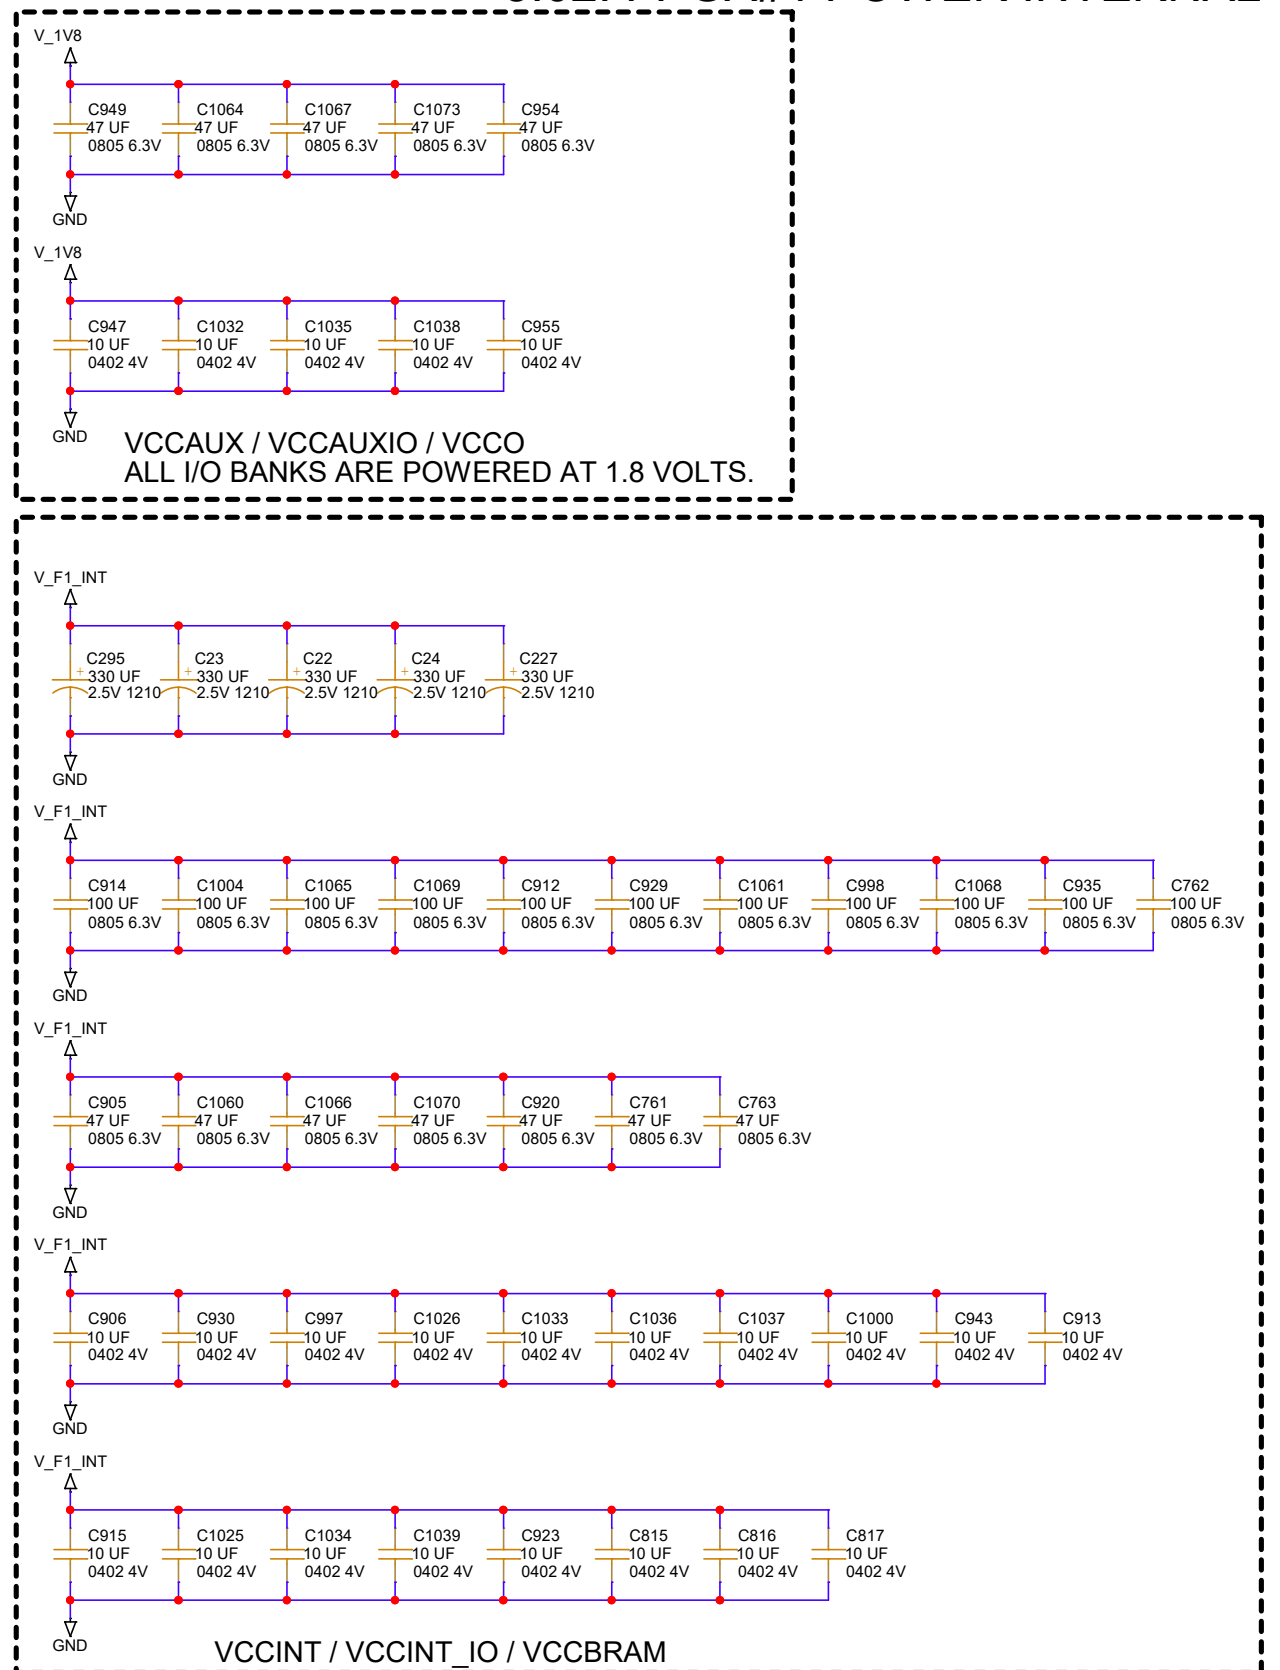 V_1V8
C949 C1064 C1067 C1073 C954
47 UF 47 UF 47 UF 47 UF 47 UF
0805 6.3V 0805 6.3V 0805 6.3V 0805 6.3V 0805 6.3V
GND
V_1V8
C947 C1032 C1035 C1038 C955
10 UF 10 UF 10 UF 10 UF 10 UF
0402 4V 0402 4V 0402 4V 0402 4V 0402 4V
GND
VCCAUX / VCCAUXIO / VCCO
ALL I/O BANKS ARE POWERED AT 1.8 VOLTS.
V_F1_INT
C295 C23 C22 C24 C227
+ 330 UF + 330 UF + 330 UF + 330 UF + 330 UF
2.5V 1210 2.5V 1210 2.5V 1210 2.5V 1210 2.5V 1210
GND
V_F1_INT
C914 C1004 C1065 C1069 C912 C929 C1061 C998 C1068 C935 C762
100 UF 100 UF 100 UF 100 UF 100 UF 100 UF 100 UF 100 UF 100 UF 100 UF 100 UF
0805 6.3V 0805 6.3V 0805 6.3V 0805 6.3V 0805 6.3V 0805 6.3V 0805 6.3V 0805 6.3V 0805 6.3V 0805 6.3V 0805 6.3V
GND
V_F1_INT
C905 C1060 C1066 C1070 C920 C761 C763
47 UF 47 UF 47 UF 47 UF 47 UF 47 UF 47 UF
0805 6.3V 0805 6.3V 0805 6.3V 0805 6.3V 0805 6.3V 0805 6.3V 0805 6.3V
GND
V_F1_INT
C906 C930 C997 C1026 C1033 C1036 C1037 C1000 C943 C913
10 UF 10 UF 10 UF 10 UF 10 UF 10 UF 10 UF 10 UF 10 UF 10 UF
0402 4V 0402 4V 0402 4V 0402 4V 0402 4V 0402 4V 0402 4V 0402 4V 0402 4V 0402 4V
GND
V_F1_INT
C915 C1025 C1034 C1039 C923 C815 C816 C817
10 UF 10 UF 10 UF 10 UF 10 UF 10 UF 10 UF 10 UF
0402 4V 0402 4V 0402 4V 0402 4V 0402 4V 0402 4V 0402 4V 0402 4V
GND
VCCINT / VCCINT_IO / VCCBRAM